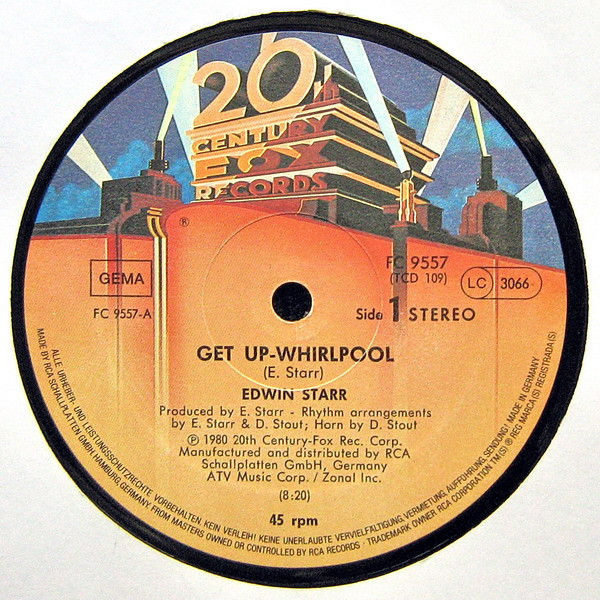 20th
CENTURY
FOX
RECORDS
®
GEMA
FC 9557
(TCD 109)
LC 3066
FC 9557-A
Side 1 STEREO
GET UP-WHIRLPOOL
(E. Starr)
EDWIN STARR
Produced by E. Starr - Rhythm arrangements
by E. Starr & D. Stout; Horn by D. Stout
℗ 1980 20th Century-Fox Rec. Corp.
Manufactured and distributed by RCA
Schallplatten GmbH, Germany
ATV Music Corp. / Zonal Inc.
(8:20)
45 rpm
ALLE URHEBER- UND LEISTUNGSSCHUTZRECHTE VORBEHALTEN. KEIN VERLEIH! KEINE UNERLAUBTE VERVIELFÄLTIGUNG, VERMIETUNG, AUFFÜHRUNG, SENDUNG! MADE IN GERMANY
MADE BY RCA SCHALLPLATTEN GMBH, HAMBURG, GERMANY FROM MASTERS OWNED OR CONTROLLED BY RCA RECORDS · TRADEMARK OWNER RCA CORPORATION TM(S) ® REG MARCA(S) REGISTRADA(S)